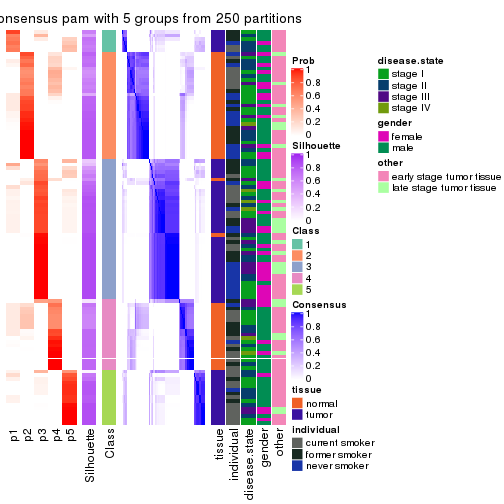 onsensus pam with 5 groups from 250 partitions
Prob
1
0.8
0.6
0.4
0.2
0
Silhouette
1
0.8
0.6
0.4
0.2
0
Class
1
2
3
4
5
Consensus
1
0.8
0.6
0.4
0.2
0
tissue
normal
tumor
individual
current smoker
former smoker
never smoker
disease.state
stage I
stage II
stage III
stage IV
gender
female
male
other
early stage tumor tissue
late stage tumor tissue
p1
p2
p3
p4
p5
Silhouette
Class
tissue
individual
disease.state
gender
other